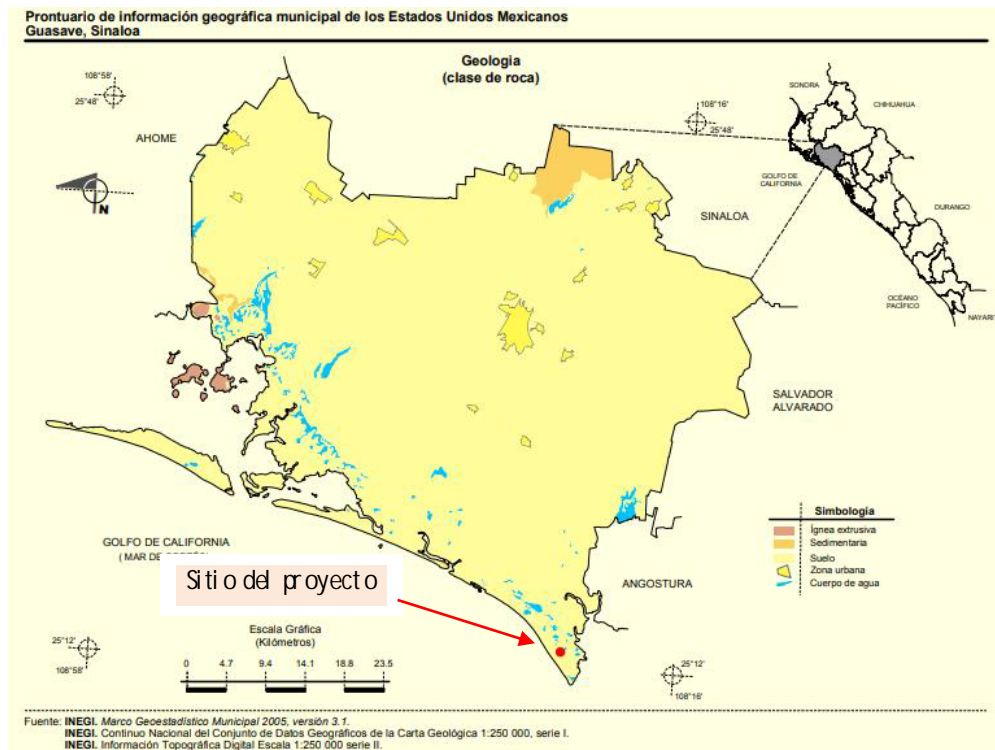 Prontuario de información geográfica municipal de los Estados Unidos Mexicanos
Guasave, Sinaloa
Geología
(clase de roca)
108°58'
25°48'
108°16'
25°48'
SONORA
CHIHUAHUA
AHOME
GOLFO DE
CALIFORNIA
N
SINALOA
DURANGO
OCÉANO
PACÍFICO
NAYARIT
SALVADOR
ALVARADO
Simbología
Ígnea extrusiva
Sedimentaria
Suelo
Zona urbana
Cuerpo de agua
GOLFO DE CALIFORNIA
( MAR DE
ANGOSTURA
Sitio del proyecto
Escala Gráfica
(Kilómetros)
0 4.7 9.4 14.1 18.8 23.5
25°12'
108°58'
25°12'
108°16'
Fuente: INEGI. Marco Geoestadístico Municipal 2005, versión 3.1.
INEGI. Continuo Nacional del Conjunto de Datos Geográficos de la Carta Geológica 1:250 000, serie I.
INEGI. Información Topográfica Digital Escala 1:250 000 serie II.